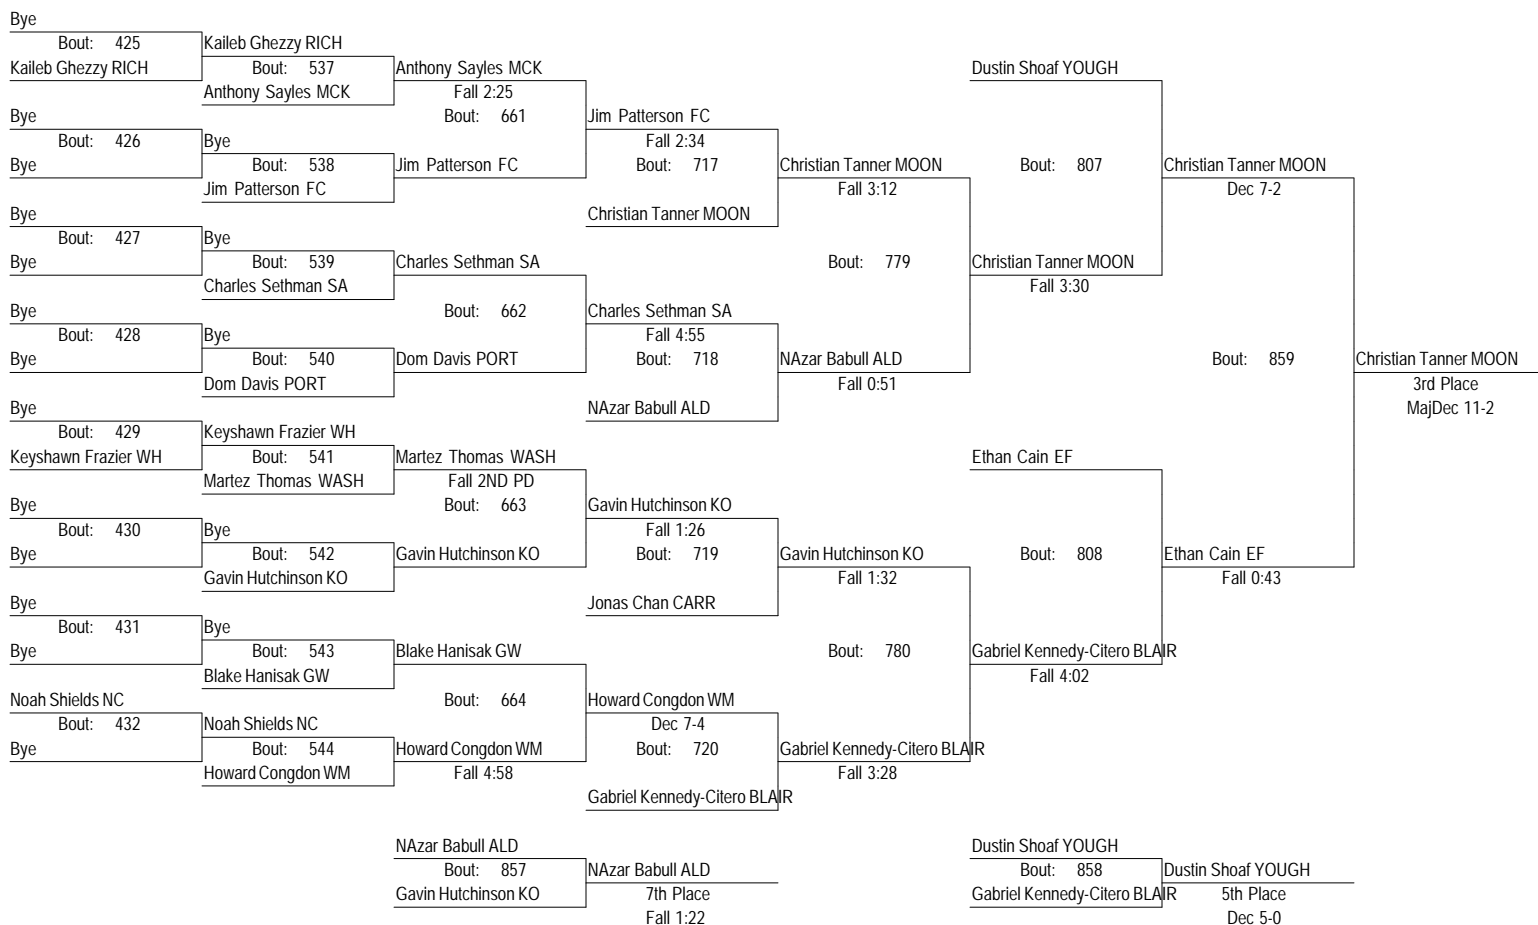 Bye
Bout: 425 Kaileb Ghezzy RICH
Kaileb Ghezzy RICH Bout: 537 Anthony Sayles MCK Dustin Shoaf YOUGH
Anthony Sayles MCK Fall 2:25
Bye Bout: 661 Jim Patterson FC
Bout: 426 Bye Fall 2:34
Bye Bout: 538 Jim Patterson FC Bout: 717 Christian Tanner MOON Bout: 807 Christian Tanner MOON
Jim Patterson FC Fall 3:12 Dec 7-2
Bye Christian Tanner MOON
Bout: 427 Bye
Bye Bout: 539 Charles Sethman SA Bout: 779 Christian Tanner MOON
Charles Sethman SA Fall 3:30
Bye Bout: 662 Charles Sethman SA
Bout: 428 Bye Fall 4:55
Bye Bout: 540 Dom Davis PORT Bout: 718 NAzar Babull ALD Bout: 859 Christian Tanner MOON
Dom Davis PORT Fall 0:51 3rd Place
Bye NAzar Babull ALD MajDec 11-2
Bout: 429 Keyshawn Frazier WH
Keyshawn Frazier WH Bout: 541 Martez Thomas WASH Ethan Cain EF
Martez Thomas WASH Fall 2ND PD
Bye Bout: 663 Gavin Hutchinson KO
Bout: 430 Bye Fall 1:26
Bye Bout: 542 Gavin Hutchinson KO Bout: 719 Gavin Hutchinson KO Bout: 808 Ethan Cain EF
Gavin Hutchinson KO Fall 1:32 Fall 0:43
Bye Jonas Chan CARR
Bout: 431 Bye
Bye Bout: 543 Blake Hanisak GW Bout: 780 Gabriel Kennedy-Citero BLAIR
Blake Hanisak GW Fall 4:02
Noah Shields NC Bout: 664 Howard Congdon WM
Bout: 432 Noah Shields NC Dec 7-4
Bye Bout: 544 Howard Congdon WM Bout: 720 Gabriel Kennedy-Citero BLAIR
Howard Congdon WM Fall 4:58 Fall 3:28
Gabriel Kennedy-Citero BLAIR
NAzar Babull ALD Dustin Shoaf YOUGH
Bout: 857 NAzar Babull ALD Bout: 858 Dustin Shoaf YOUGH
Gavin Hutchinson KO 7th Place Gabriel Kennedy-Citero BLAIR 5th Place
Fall 1:22 Dec 5-0